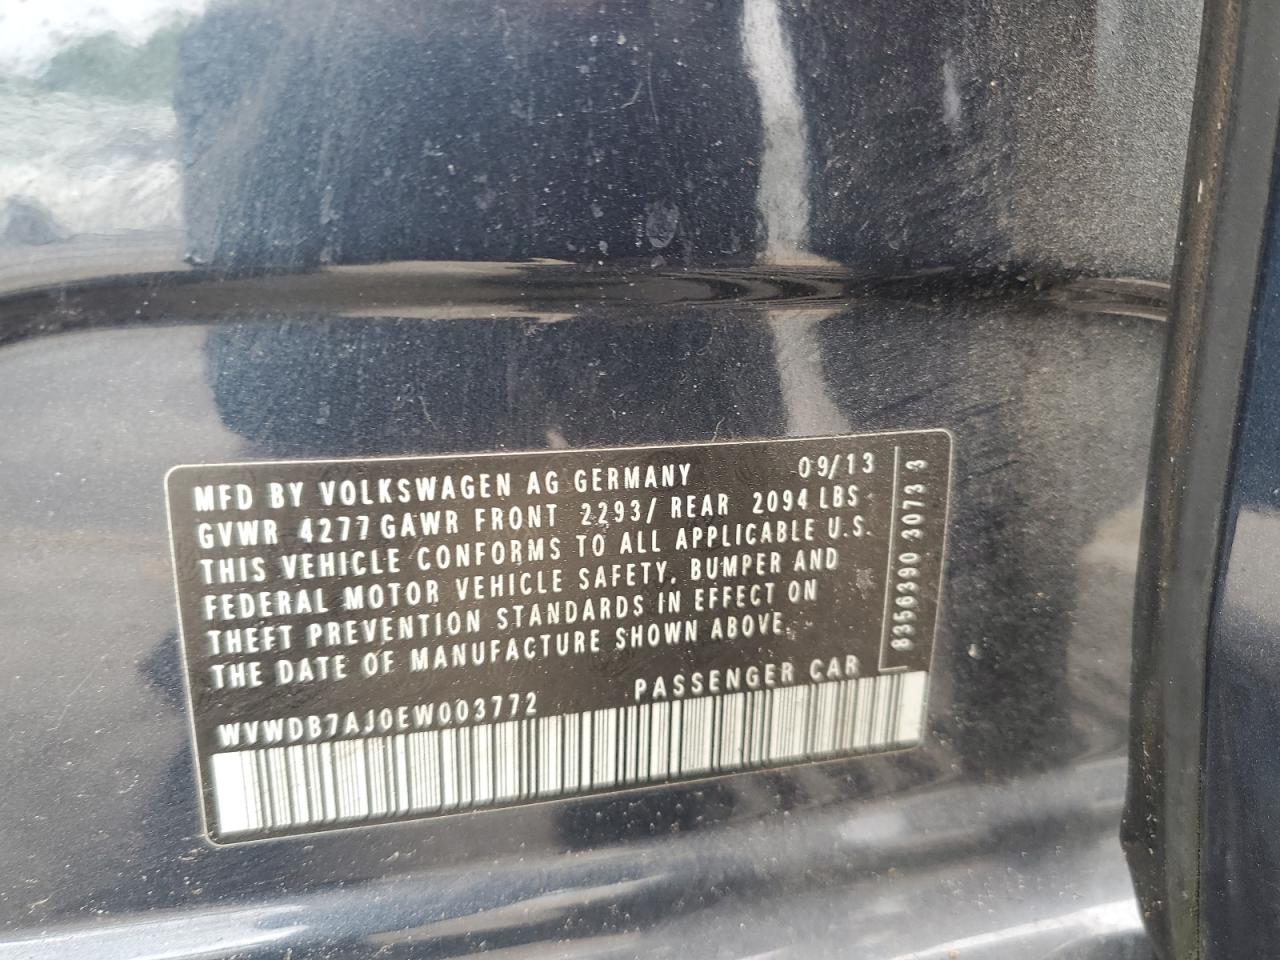 MFD BY VOLKSWAGEN AG GERMANY 09/13
GVWR 4277 GAWR FRONT 2293/ REAR 2094 LBS
THIS VEHICLE CONFORMS TO ALL APPLICABLE U.S.
FEDERAL MOTOR VEHICLE SAFETY, BUMPER AND
THEFT PREVENTION STANDARDS IN EFFECT ON
THE DATE OF MANUFACTURE SHOWN ABOVE.
PASSENGER CAR
WVWDB7AJ0EW003772
8356390 3073 3